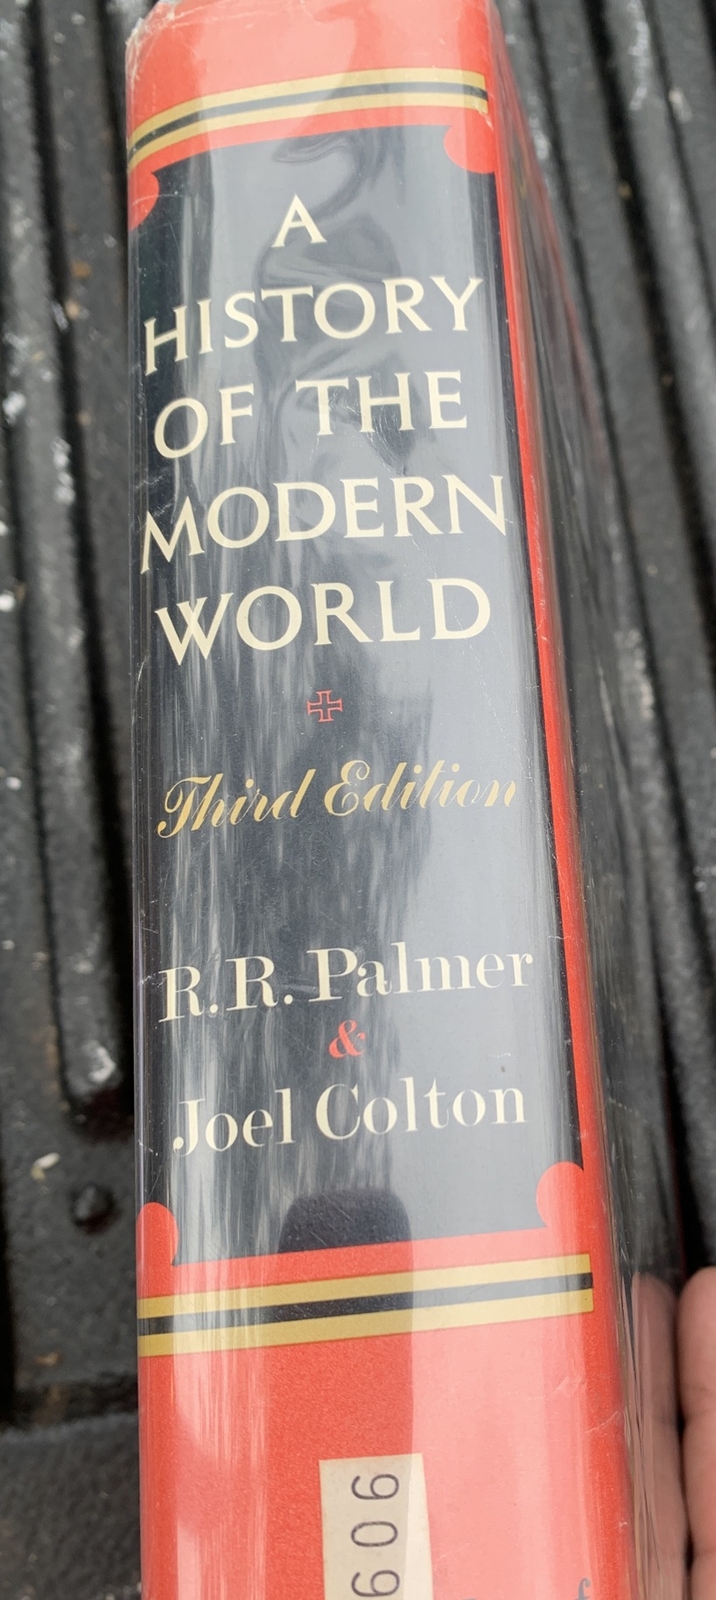 A
HISTORY
OF THE
MODERN
WORLD
Third Edition
R.R. Palmer
&
Joel Colton